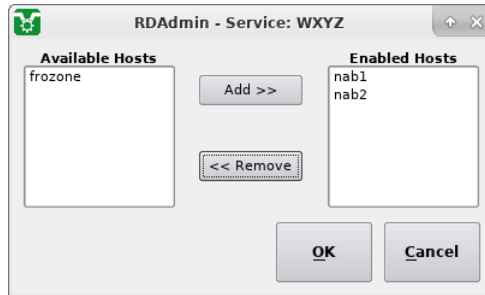 RDAdmin - Service: WXYZ
Available Hosts
Enabled Hosts
frozone
nab1
nab2
Add >>
<< Remove
OK
Cancel